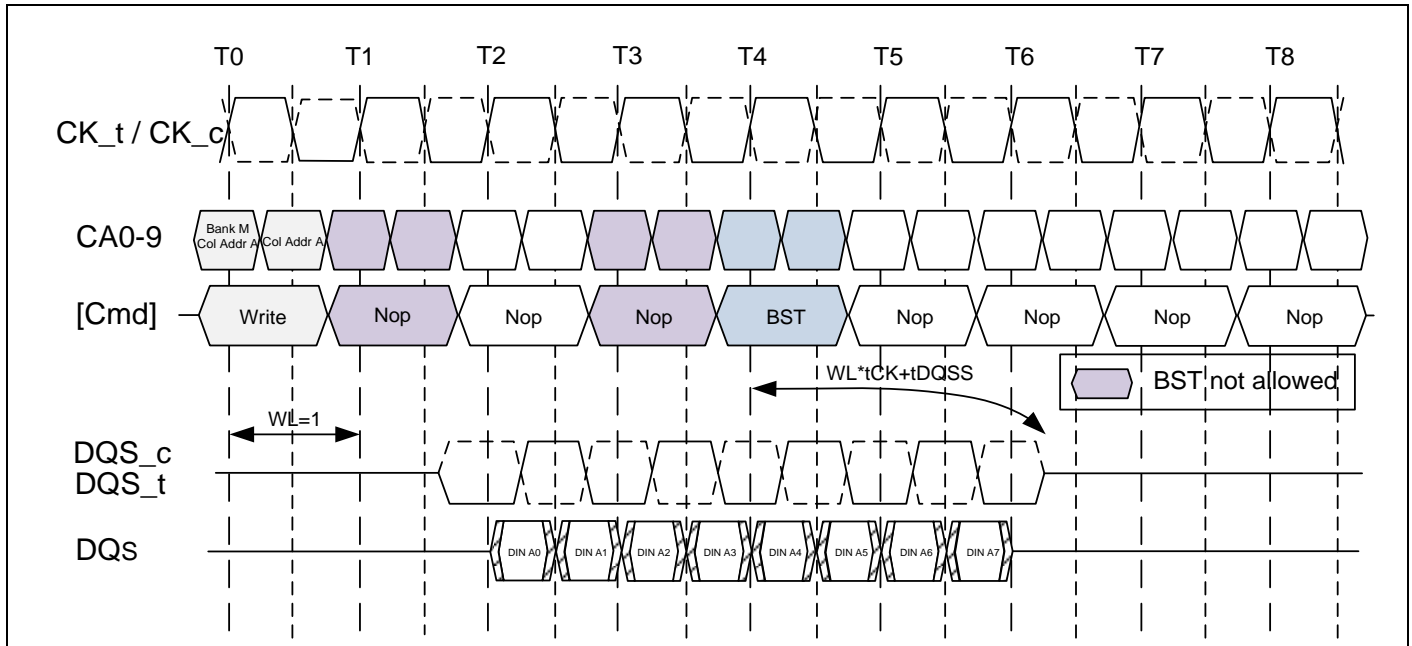 T0 T1 T2 T3 T4 T5 T6 T7 T8
CK_t / CK_c
CA0-9
Bank M
Col Addr A
Col Addr A
[Cmd]
Write Nop Nop Nop BST Nop Nop Nop Nop
WL*tCK+tDQSS
BST not allowed
WL=1
DQS_c
DQS_t
DQs
DIN A0 DIN A1 DIN A2 DIN A3 DIN A4 DIN A5 DIN A6 DIN A7